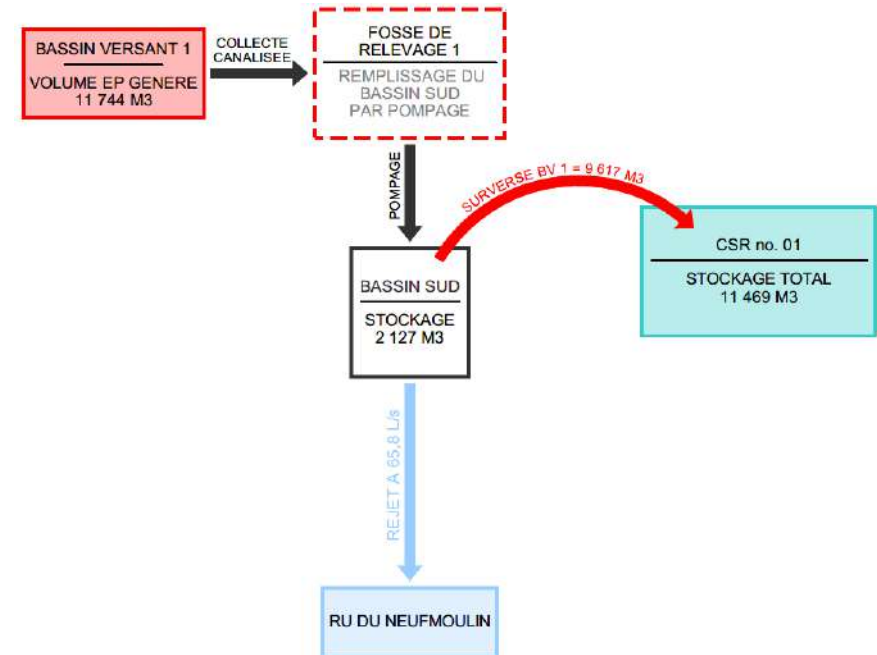 BASSIN VERSANT 1
VOLUME EP GENERE
11 744 M3
COLLECTE
CANALISEE
FOSSE DE
RELEVAGE 1
REMPLISSAGE DU
BASSIN SUD
PAR POMPAGE
POMPAGE
SURVERSE BV 1 = 9 617 M3
CSR no. 01
STOCKAGE TOTAL
11 469 M3
BASSIN SUD
STOCKAGE
2 127 M3
REJET A 65,8 L/s
RU DU NEUFMOULIN